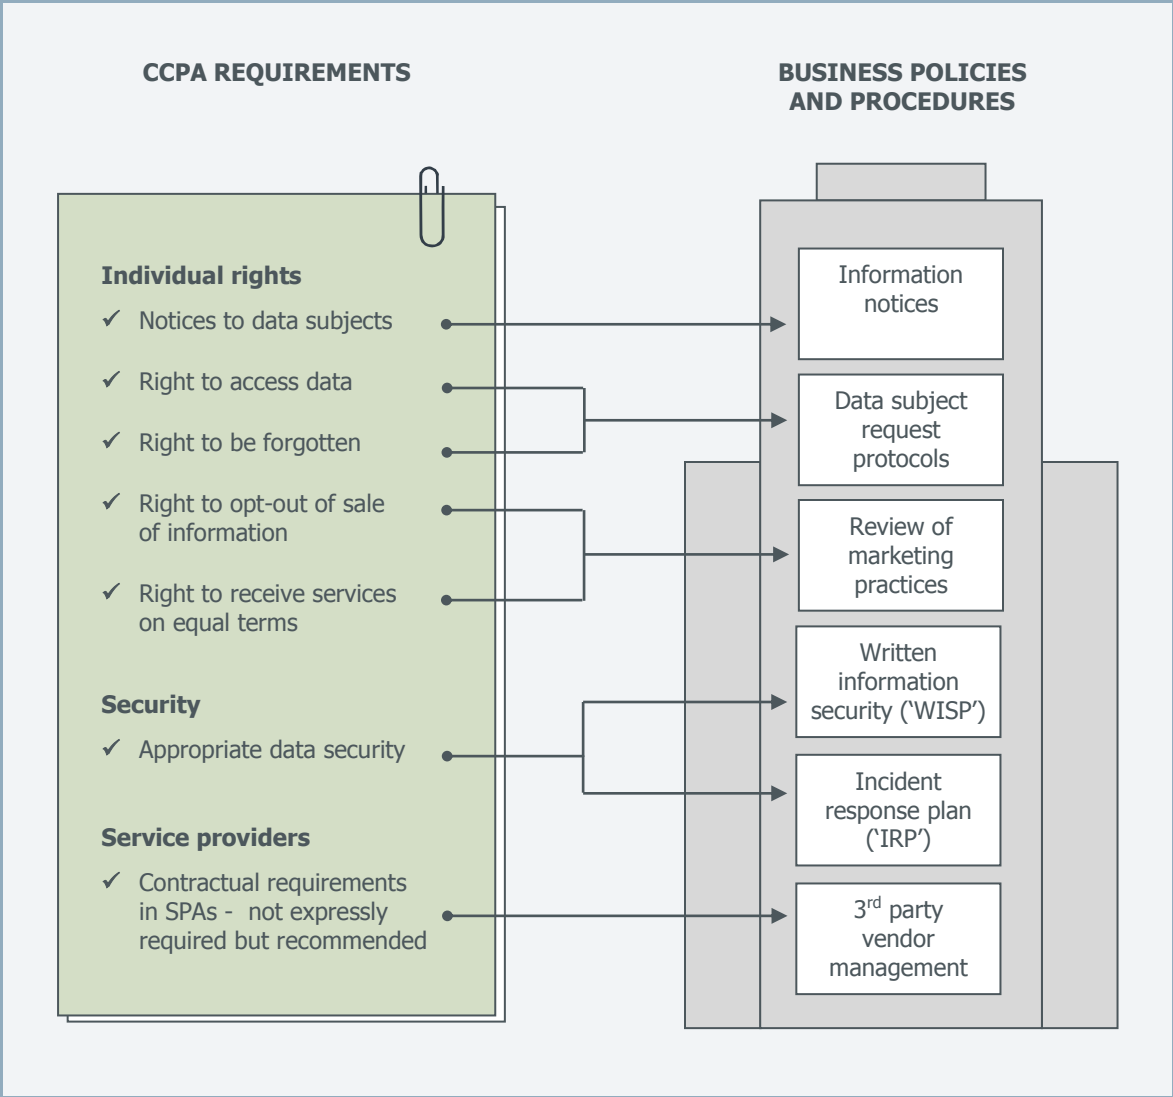 CCPA REQUIREMENTS
BUSINESS POLICIES
AND PROCEDURES
Individual rights
✓ Notices to data subjects
✓ Right to access data
✓ Right to be forgotten
✓ Right to opt-out of sale
of information
✓ Right to receive services
on equal terms
Security
✓ Appropriate data security
Service providers
✓ Contractual requirements
in SPAs -  not expressly
required but recommended
Information
notices
Data subject
request
protocols
Review of
marketing
practices
Written
information
security (‘WISP’)
Incident
response plan
(‘IRP’)
3rd party
vendor
management